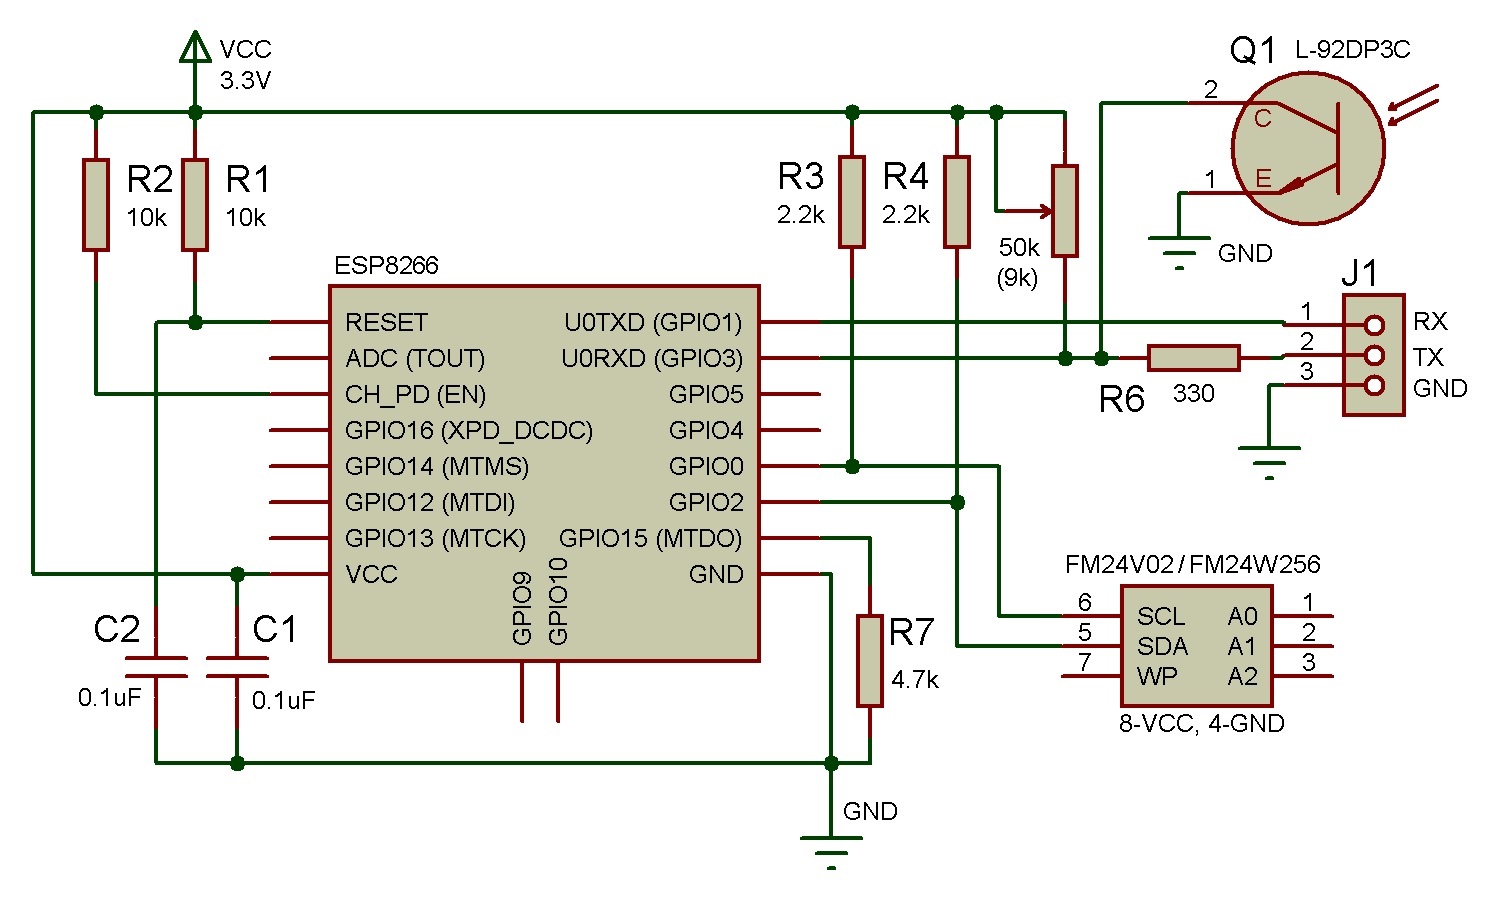 VCC
3.3V
Q1
L-92DP3C
2
C
1
E
GND
R2
10k
R1
10k
R3
2.2k
R4
2.2k
50k
(9k)
J1
1
RX
2
TX
3
GND
R6
330
ESP8266
RESET
U0TXD (GPIO1)
ADC (TOUT)
U0RXD (GPIO3)
CH_PD (EN)
GPIO5
GPIO16 (XPD_DCDC)
GPIO4
GPIO14 (MTMS)
GPIO0
GPIO12 (MTDI)
GPIO2
GPIO13 (MTCK)
GPIO15 (MTDO)
VCC
GND
GPIO9
GPIO10
C2
0.1uF
C1
0.1uF
R7
4.7k
FM24V02/FM24W256
6
SCL
A0
1
5
SDA
A1
2
7
WP
A2
3
8-VCC, 4-GND
GND